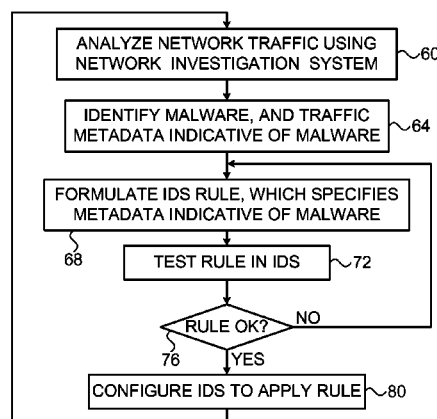 ANALYZE NETWORK TRAFFIC USING
NETWORK INVESTIGATION SYSTEM
60
IDENTIFY MALWARE, AND TRAFFIC
METADATA INDICATIVE OF MALWARE
64
FORMULATE IDS RULE, WHICH SPECIFIES
METADATA INDICATIVE OF MALWARE
68
TEST RULE IN IDS
72
RULE OK?
NO
76
YES
CONFIGURE IDS TO APPLY RULE
80